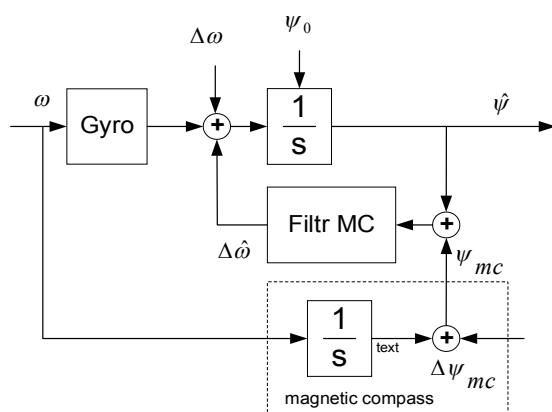 Δω
ψ₀
ω
Gyro
+
1
s
ψ̂
Δω̂
Filtr MC
+
ψ_mc
1
s
text
+
Δψ_mc
magnetic compass